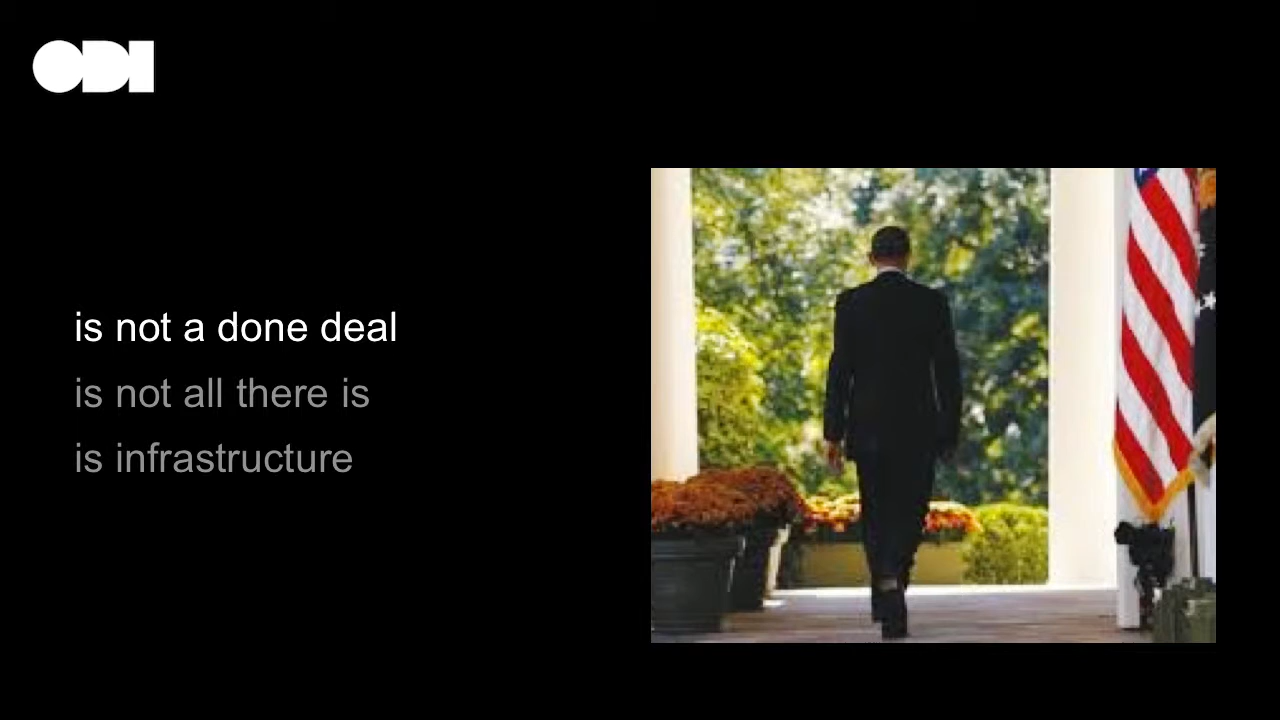 ODI
is not a done deal
is not all there is
is infrastructure